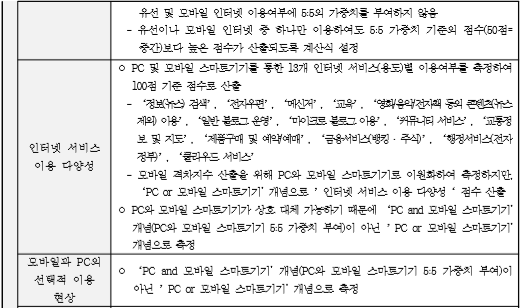 유선 및 모바일 인터넷 이용여부에 5:5의 가중치를 부여하지 않음
- 유선이나 모바일 인터넷 중 하나만 이용하여도 5:5 가중치 기준의 점수(50점=
중간)보다 높은 점수가 산출되도록 계산식 설정
인터넷 서비스
이용 다양성
○ PC 및 모바일 스마트기기를 통한 13개 인터넷 서비스(용도)별 이용여부를 측정하여
100점 기준 점수로 산출
- ‘정보(뉴스) 검색’, ‘전자우편’, ‘메신저’, ‘교육’, ‘영화/음악/전자책 등의 콘텐츠(뉴스
제외) 이용’, ‘일반 블로그 운영’, ‘마이크로 블로그 이용’, ‘커뮤니티 서비스’, ‘교통정
보 및 지도’, ‘제품구매 및 예약/예매’, ‘금융서비스(뱅킹·주식)’, ‘행정서비스(전자
정부)’, ‘클라우드 서비스’
- 모바일 격차지수 산출을 위해 PC와 모바일 스마트기기로 이원화하여 측정하지만,
‘PC or 모바일 스마트기기’ 개념으로 ’ 인터넷 서비스 이용 다양성 ‘ 점수 산출
○ PC와 모바일 스마트기기가 상호 대체 가능하기 때문에 ‘PC and 모바일 스마트기기’
개념(PC와 모바일 스마트기기 5:5 가중치 부여)이 아닌 ’ PC or 모바일 스마트기기’
개념으로 측정
모바일과 PC의
선택적 이용
현상
○ ‘PC and 모바일 스마트기기’ 개념(PC와 모바일 스마트기기 5:5 가중치 부여)이
아닌 ’ PC or 모바일 스마트기기’ 개념으로 측정